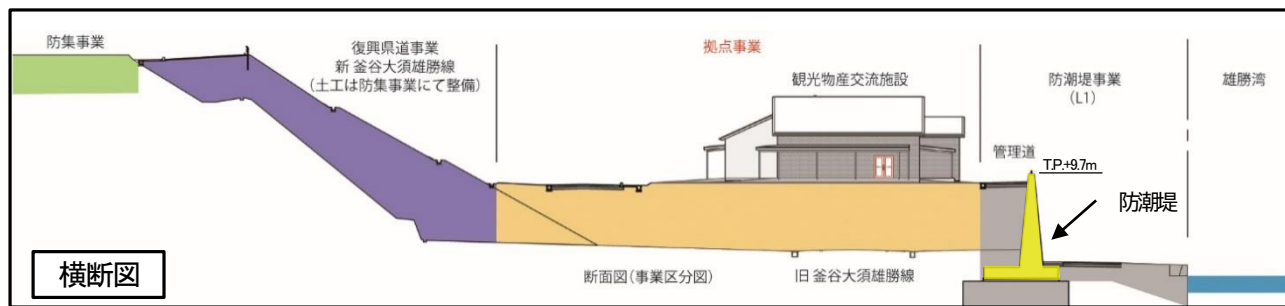 防集事業
復興県道事業
新 釜谷大須雄勝線
(土工は防集事業にて整備)
拠点事業
観光物産交流施設
防潮堤事業
(L1)
雄勝湾
管理道
T.P.+9.7m
防潮堤
横断図
断面図(事業区分図)
旧 釜谷大須雄勝線